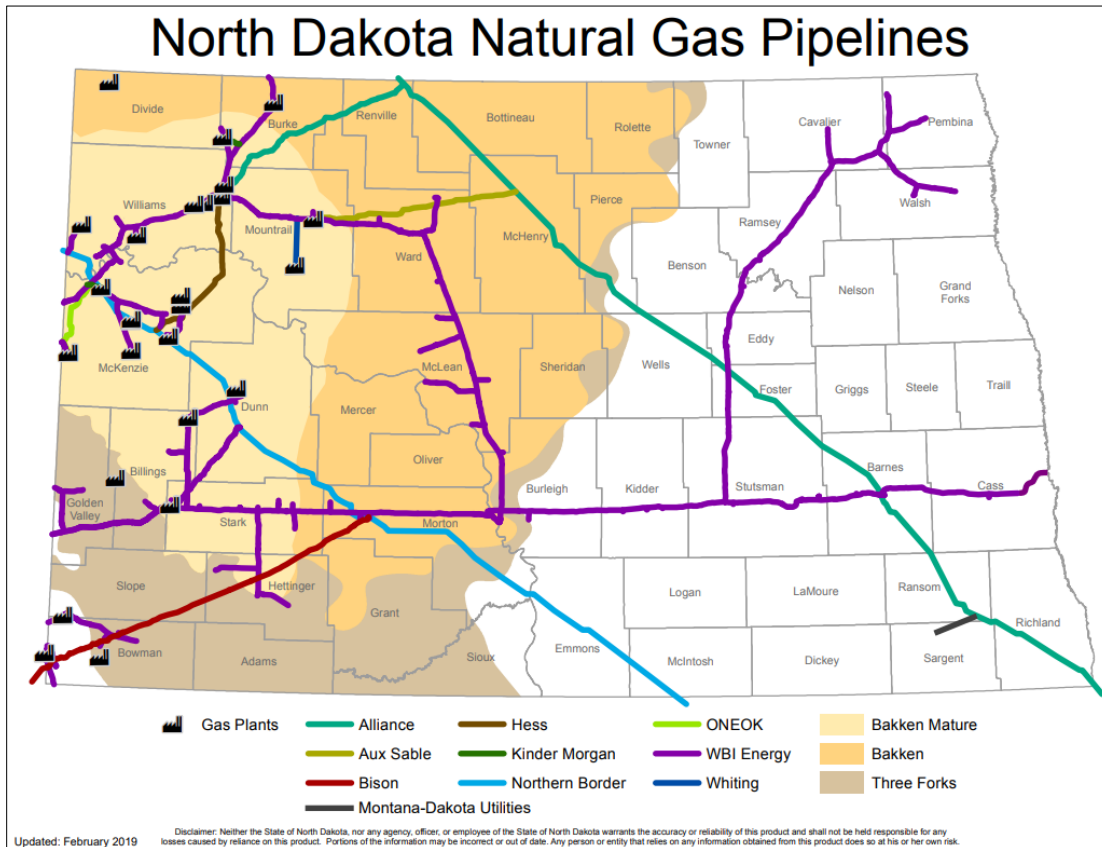 North Dakota Natural Gas Pipelines
Divide
Burke
Renville
Bottineau
Rolette
Towner
Cavalier
Pembina
Williams
Mountrail
Ward
McHenry
Pierce
Benson
Ramsey
Walsh
Nelson
Grand
Forks
McKenzie
Dunn
McLean
Mercer
Oliver
Sheridan
Wells
Eddy
Foster
Griggs
Steele
Traill
Golden
Valley
Billings
Stark
Morton
Burleigh
Kidder
Stutsman
Barnes
Cass
Slope
Hettinger
Grant
Bowman
Adams
Sioux
Emmons
Logan
McIntosh
LaMoure
Dickey
Ransom
Sargent
Richland
Gas Plants
Alliance
Hess
ONEOK
Bakken Mature
Aux Sable
Kinder Morgan
WBI Energy
Bakken
Bison
Northern Border
Whiting
Three Forks
Montana-Dakota Utilities
Updated: February 2019
Disclaimer: Neither the State of North Dakota, nor any agency, officer, or employee of the State of North Dakota warrants the accuracy or reliability of this product and shall not be held responsible for any
losses caused by reliance on this product. Portions of the information may be incorrect or out of date. Any person or entity that relies on any information obtained from this product does so at his or her own risk.